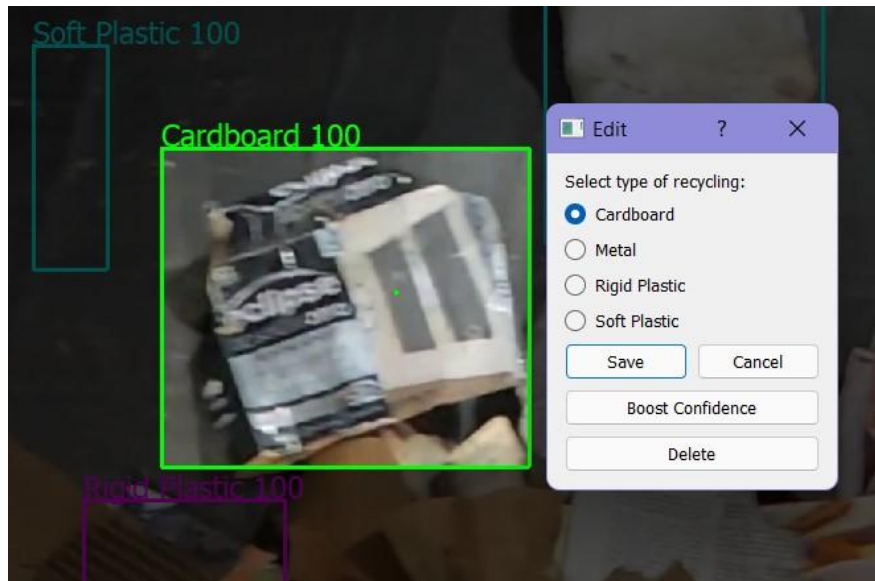 Soft Plastic 100
Cardboard 100
Edit
?
Select type of recycling:
Cardboard
Metal
Rigid Plastic
Soft Plastic
Save
Cancel
Boost Confidence
Delete
eclipse
Rigid Plastic 100